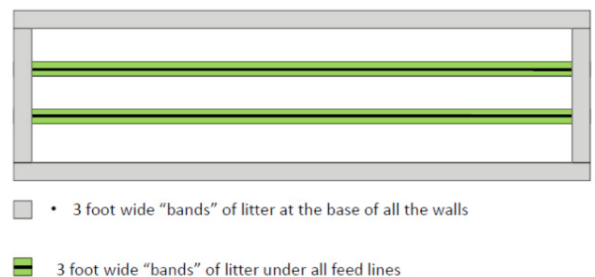 • 3 foot wide “bands” of litter at the base of all the walls
3 foot wide “bands” of litter under all feed lines